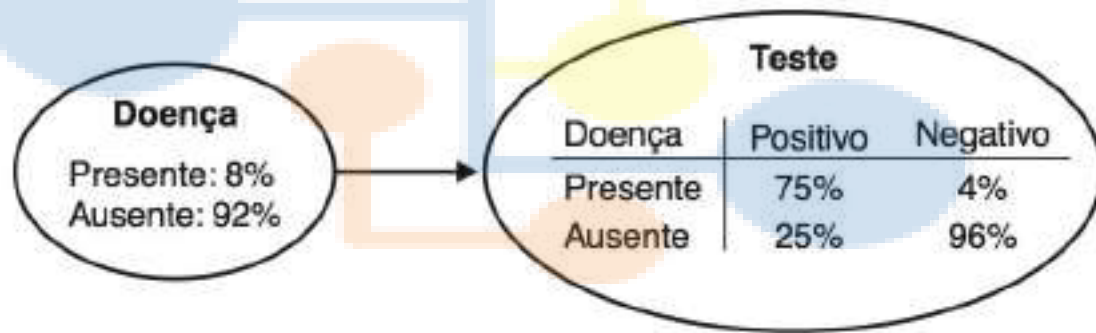 Doença
Presente: 8%
Ausente: 92%
Teste
Doença Positivo Negativo
Presente 75% 4%
Ausente 25% 96%